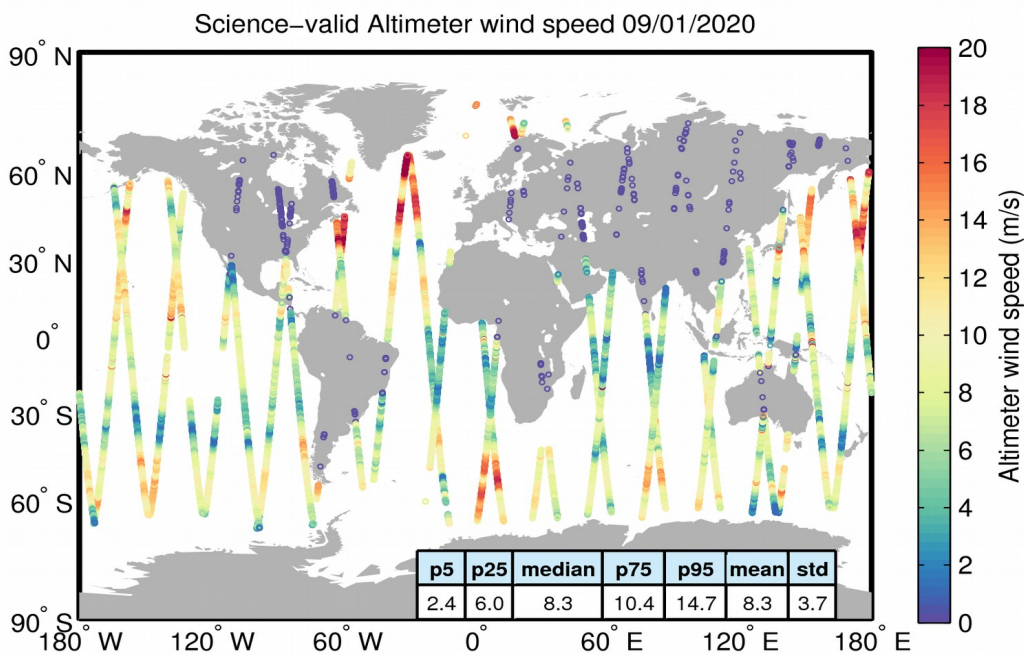 Science−valid Altimeter wind speed 09/01/2020
90° N
60° N
30° N
0°
30° S
60° S
90° S
180° W 120° W 60° W 0° 60° E 120° E 180° E
p5 p25 median p75 p95 mean std
2.4 6.0 8.3 10.4 14.7 8.3 3.7
20
18
16
14
12
10
8
6
4
2
0
Altimeter wind speed (m/s)